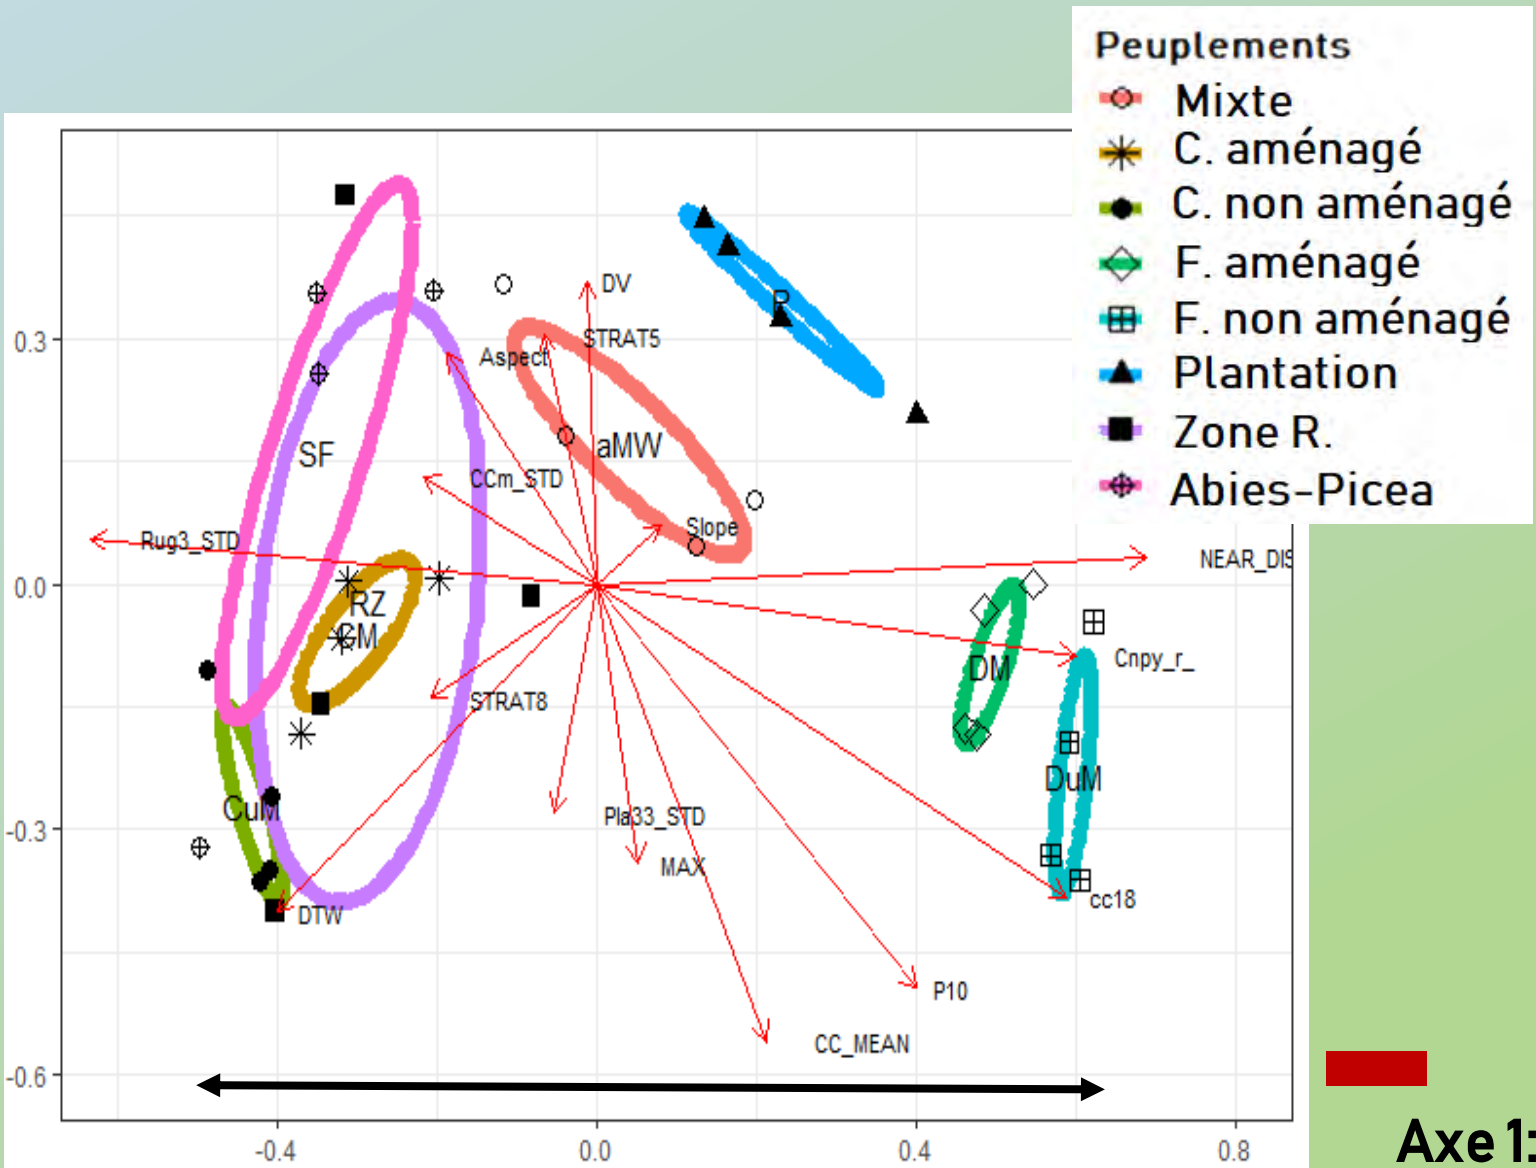 Peuplements
Mixte
C. aménagé
C. non aménagé
F. aménagé
F. non aménagé
Plantation
Zone R.
Abies-Picea
DV
P
STRAT5
0.3
Aspect
aMW
SF
CCm_STD
Slope
Rug3_STD
NEAR_DIS
0.0
RZ
CM
Cnpy_r_
DM
STRAT8
DuM
CuM
Pla33_STD
-0.3
MAX
cc18
DTW
P10
CC_MEAN
-0.6
-0.4
0.0
0.4
0.8
Axe 1: